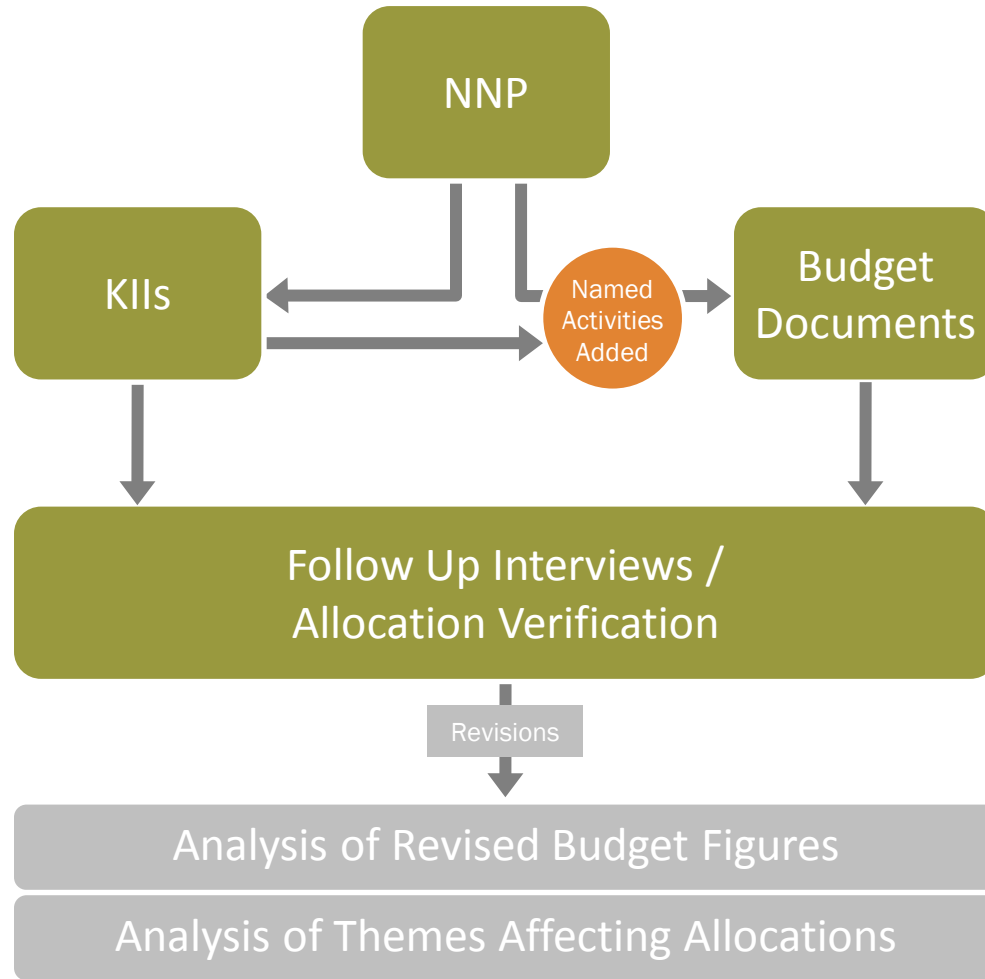 NNP
KIIs
Named
Activities
Added
Budget
Documents
Follow Up Interviews /
Allocation Verification
Revisions
Analysis of Revised Budget Figures
Analysis of Themes Affecting Allocations